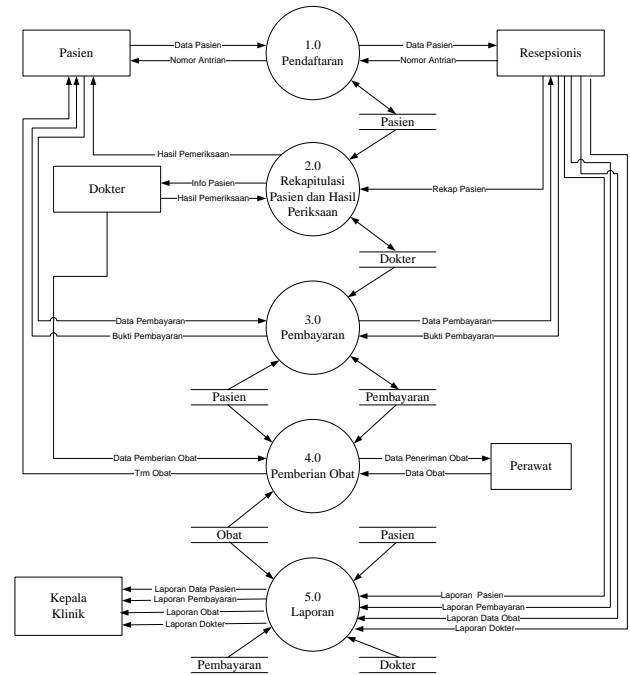 Pasien
Data Pasien
Nomor Antrian
1.0
Pendaftaran
Data Pasien
Nomor Antrian
Resepsionis
Pasien
Hasil Pemeriksaan
Dokter
Info Pasien
Hasil Pemeriksaan
2.0
Rekapitulasi
Pasien dan Hasil
Periksaan
Rekap Pasien
Dokter
Data Pembayaran
Bukti Pembayaran
3.0
Pembayaran
Data Pembayaran
Bukti Pembayaran
Pasien
Pembayaran
Data Pemberian Obat
Trm Obat
4.0
Pemberian Obat
Data Peneriman Obat
Data Obat
Perawat
Obat
Pasien
Kepala
Klinik
Laporan Data Pasien
Laporan Pembayaran
Laporan Obat
Laporan Dokter
5.0
Laporan
Laporan Pasien
Laporan Pembayaran
Laporan Data Obat
Laporan Dokter
Pembayaran
Dokter